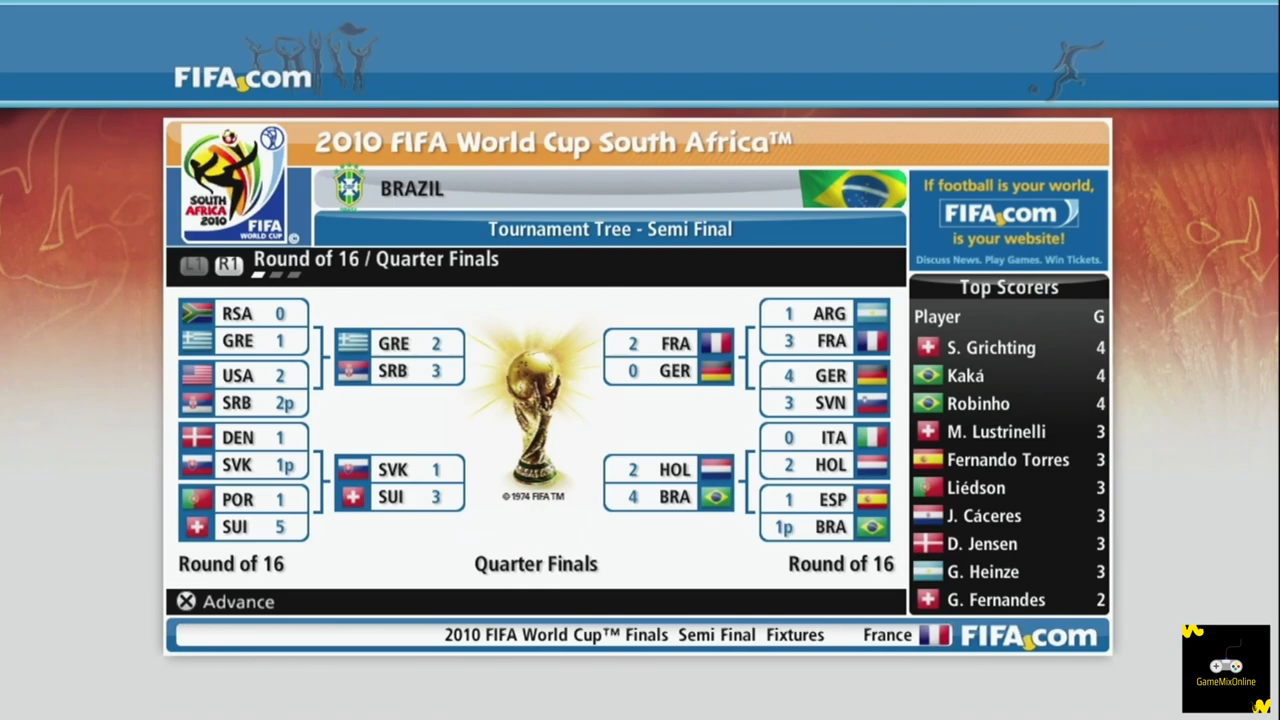 FIFA.com
2010 FIFA World Cup South Africa™
SOUTH AFRICA 2010
FIFA
WORLD CUP
©
BRAZIL
Tournament Tree - Semi Final
If football is your world,
FIFA.com
is your website!
Discuss News. Play Games. Win Tickets.
L1 R1 Round of 16 / Quarter Finals
RSA 0
GRE 1
USA 2
SRB 2p
DEN 1
SVK 1p
POR 1
SUI 5
GRE 2
SRB 3
SVK 1
SUI 3
© 1974 FIFA TM
2 FRA
0 GER
2 HOL
4 BRA
1 ARG
3 FRA
4 GER
3 SVN
0 ITA
2 HOL
1 ESP
1p BRA
Round of 16 Quarter Finals Round of 16
Top Scorers
Player G
S. Grichting 4
Kaká 4
Robinho 4
M. Lustrinelli 3
Fernando Torres 3
Liédson 3
J. Cáceres 3
D. Jensen 3
G. Heinze 3
G. Fernandes 2
X Advance
2010 FIFA World Cup™ Finals Semi Final Fixtures France FIFA.com
GameMixOnline